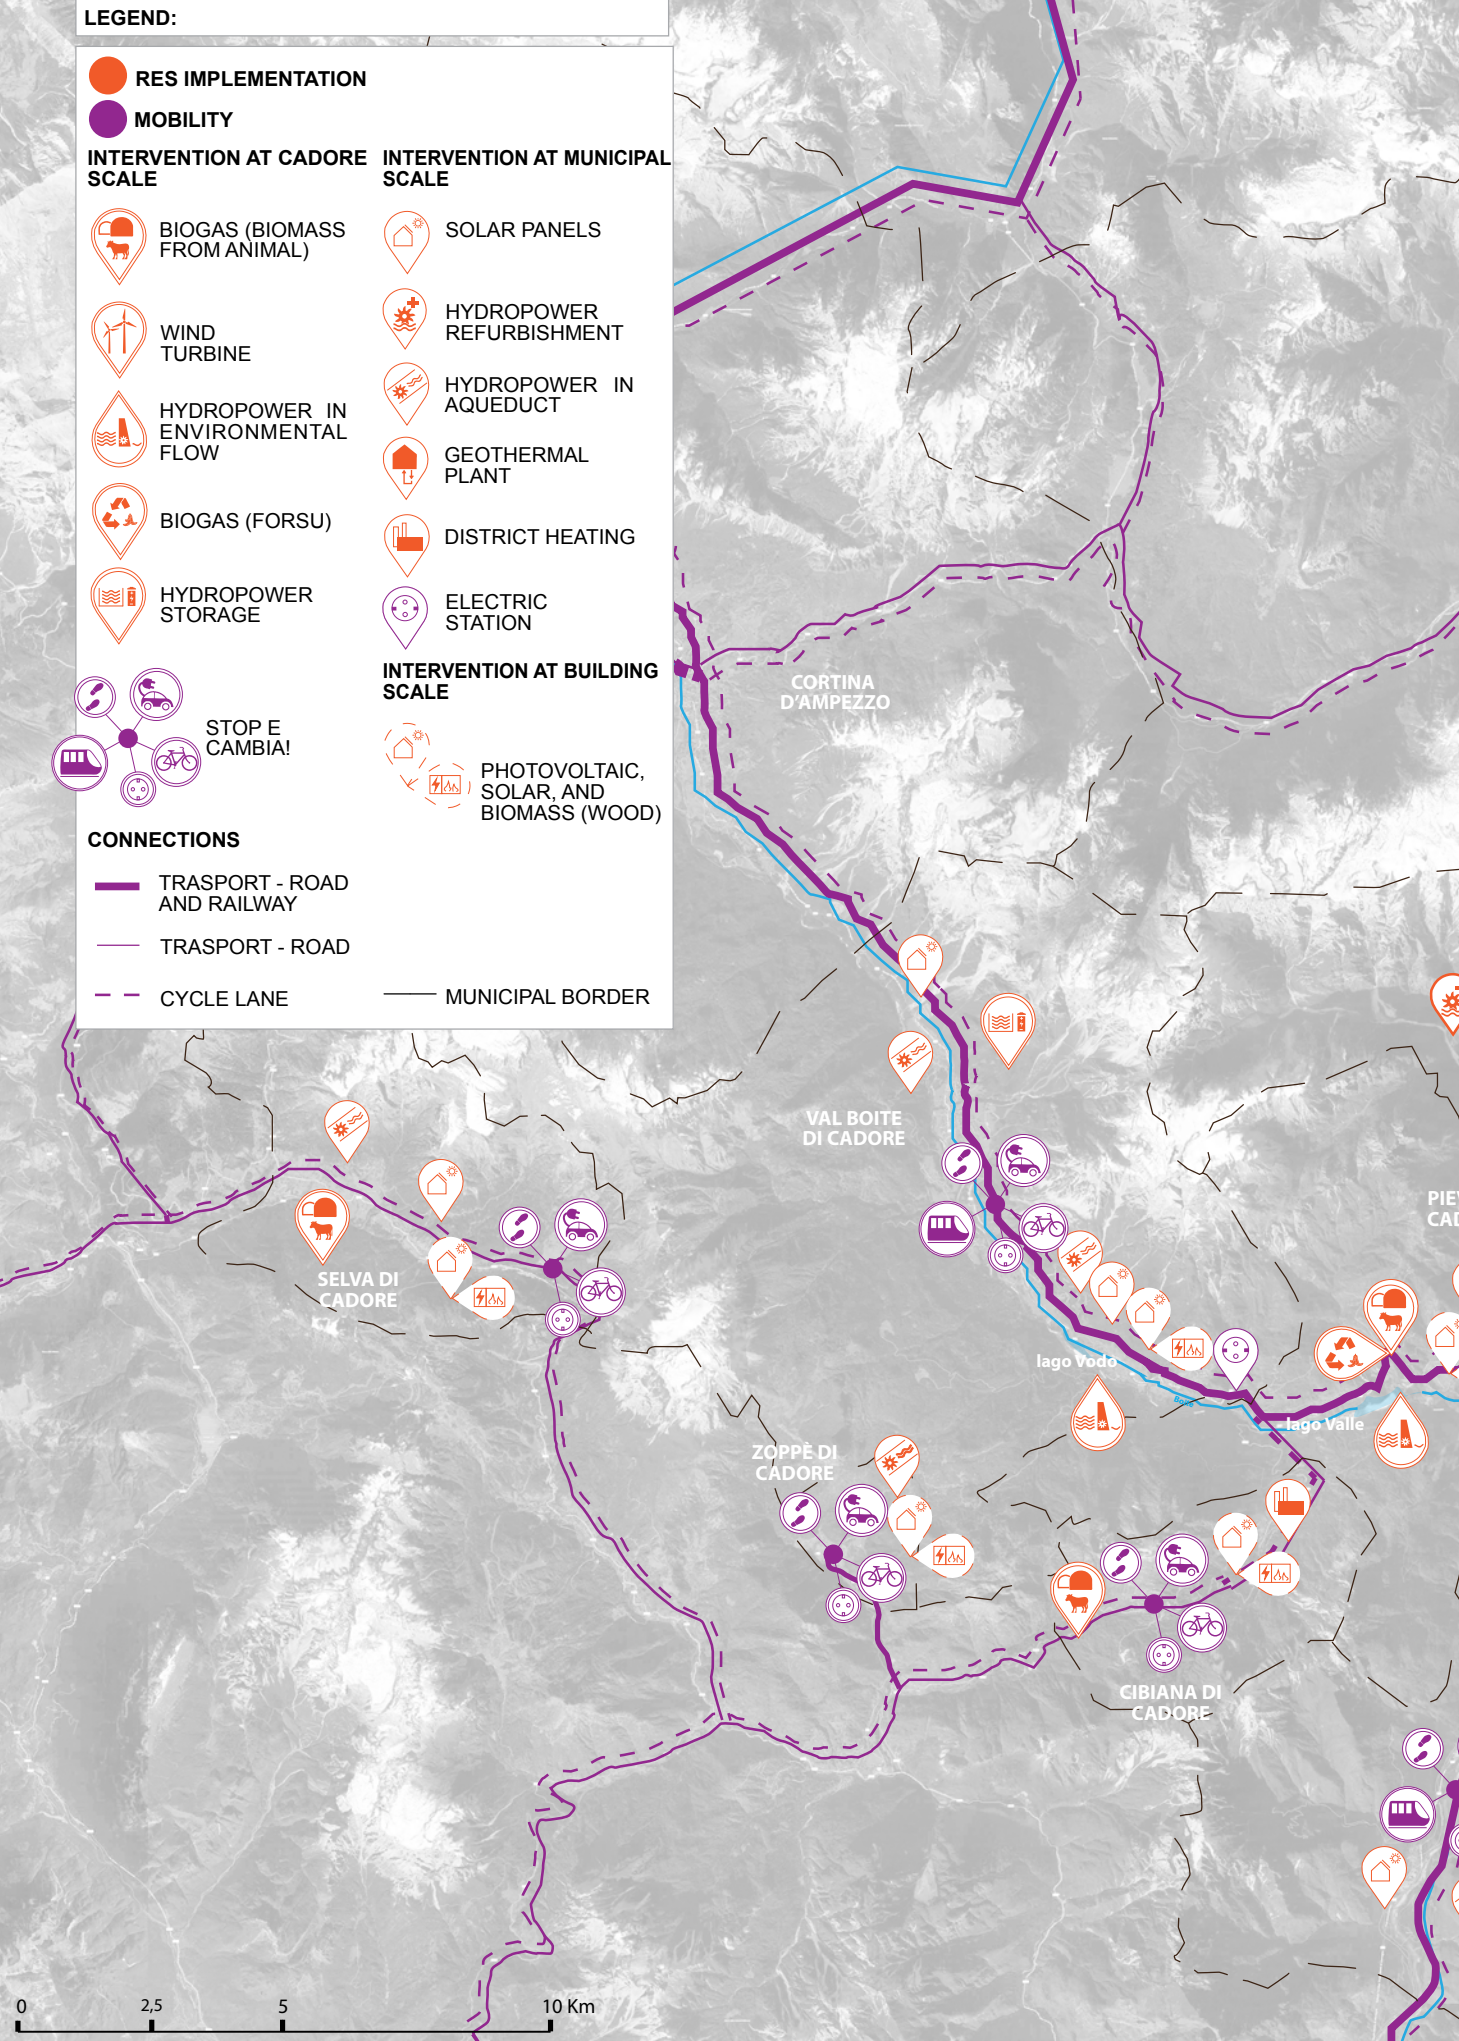 LEGEND:
RES IMPLEMENTATION
MOBILITY
INTERVENTION AT CADORE
SCALE
BIOGAS (BIOMASS
FROM ANIMAL)
WIND
TURBINE
HYDROPOWER IN
ENVIRONMENTAL
FLOW
BIOGAS (FORSU)
HYDROPOWER
STORAGE
STOP E
CAMBIA!
INTERVENTION AT MUNICIPAL
SCALE
SOLAR PANELS
HYDROPOWER
REFURBISHMENT
HYDROPOWER IN
AQUEDUCT
GEOTHERMAL
PLANT
DISTRICT HEATING
ELECTRIC
STATION
INTERVENTION AT BUILDING
SCALE
PHOTOVOLTAIC,
SOLAR, AND
BIOMASS (WOOD)
CONNECTIONS
TRASPORT - ROAD
AND RAILWAY
TRASPORT - ROAD
CYCLE LANE
MUNICIPAL BORDER
CORTINA
D'AMPEZZO
VAL BOITE
DI CADORE
PIEV
CAD
SELVA DI
CADORE
lago Vodo
Boite
lago Valle
ZOPPÈ DI
CADORE
CIBIANA DI
CADORE
0
2,5
5
10 Km